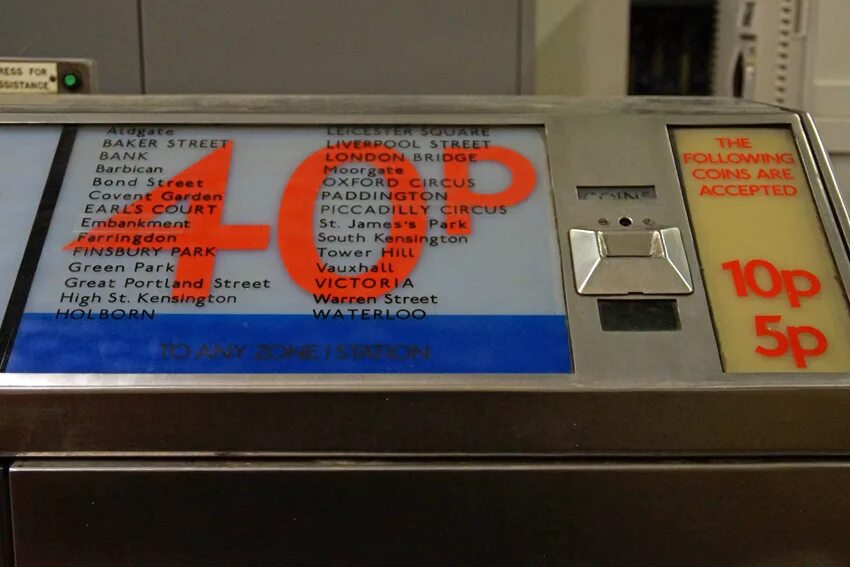 RESS FOR
SSISTANCE
40p
Aldgate
BAKER STREET
BANK
Barbican
Bond Street
Covent Garden
EARL'S COURT
Embankment
Farringdon
FINSBURY PARK
Green Park
Great Portland Street
High St. Kensington
HOLBORN
LEICESTER SQUARE
LIVERPOOL STREET
LONDON BRIDGE
Moorgate
OXFORD CIRCUS
PADDINGTON
PICCADILLY CIRCUS
St. James's Park
South Kensington
Tower Hill
Vauxhall
VICTORIA
Warren Street
WATERLOO
TO ANY ZONE 1 STATION
COINS
THE
FOLLOWING
COINS ARE
ACCEPTED
10p
5p